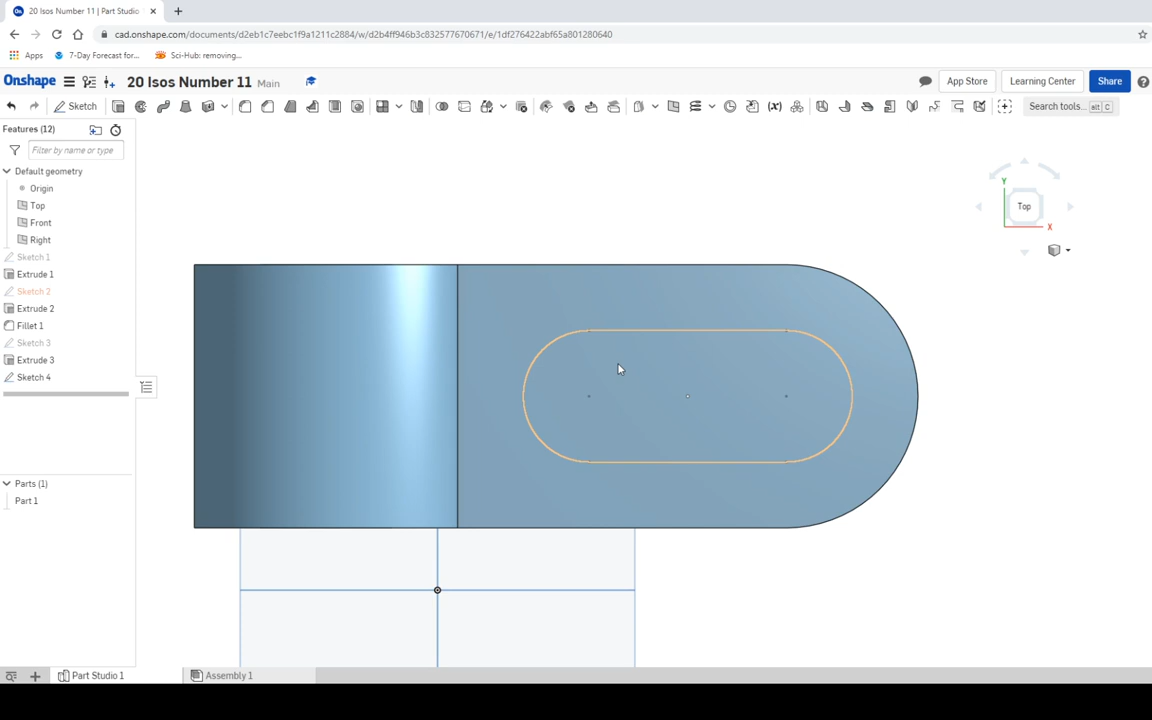 20 Isos Number 11 | Part Studio
cad.onshape.com/documents/d2eb1c7eebc1f9a1211c2884/w/d2b4ff946b3c832577670671/e/1df276422abf65a801280640
Apps 7-Day Forecast for... Sci-Hub: removing...
Onshape 20 Isos Number 11 Main App Store Learning Center Share
Sketch Search tools... alt C
Features (12)
Filter by name or type
Default geometry
Origin
Top
Front
Right
Sketch 1
Extrude 1
Sketch 2
Extrude 2
Fillet 1
Sketch 3
Extrude 3
Sketch 4
Parts (1)
Part 1
Y
Top
X
Part Studio 1 Assembly 1